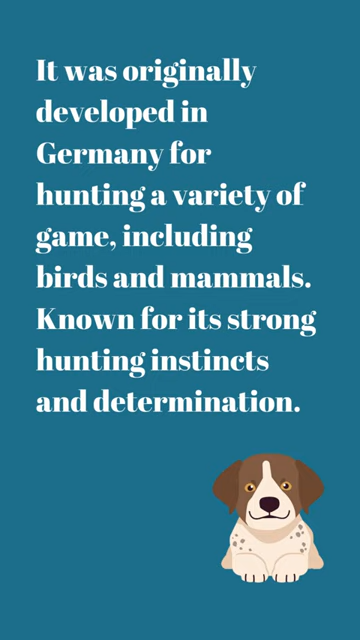 It was originally
developed in
Germany for
hunting a variety of
game, including
birds and mammals.
Known for its strong
hunting instincts
and determination.